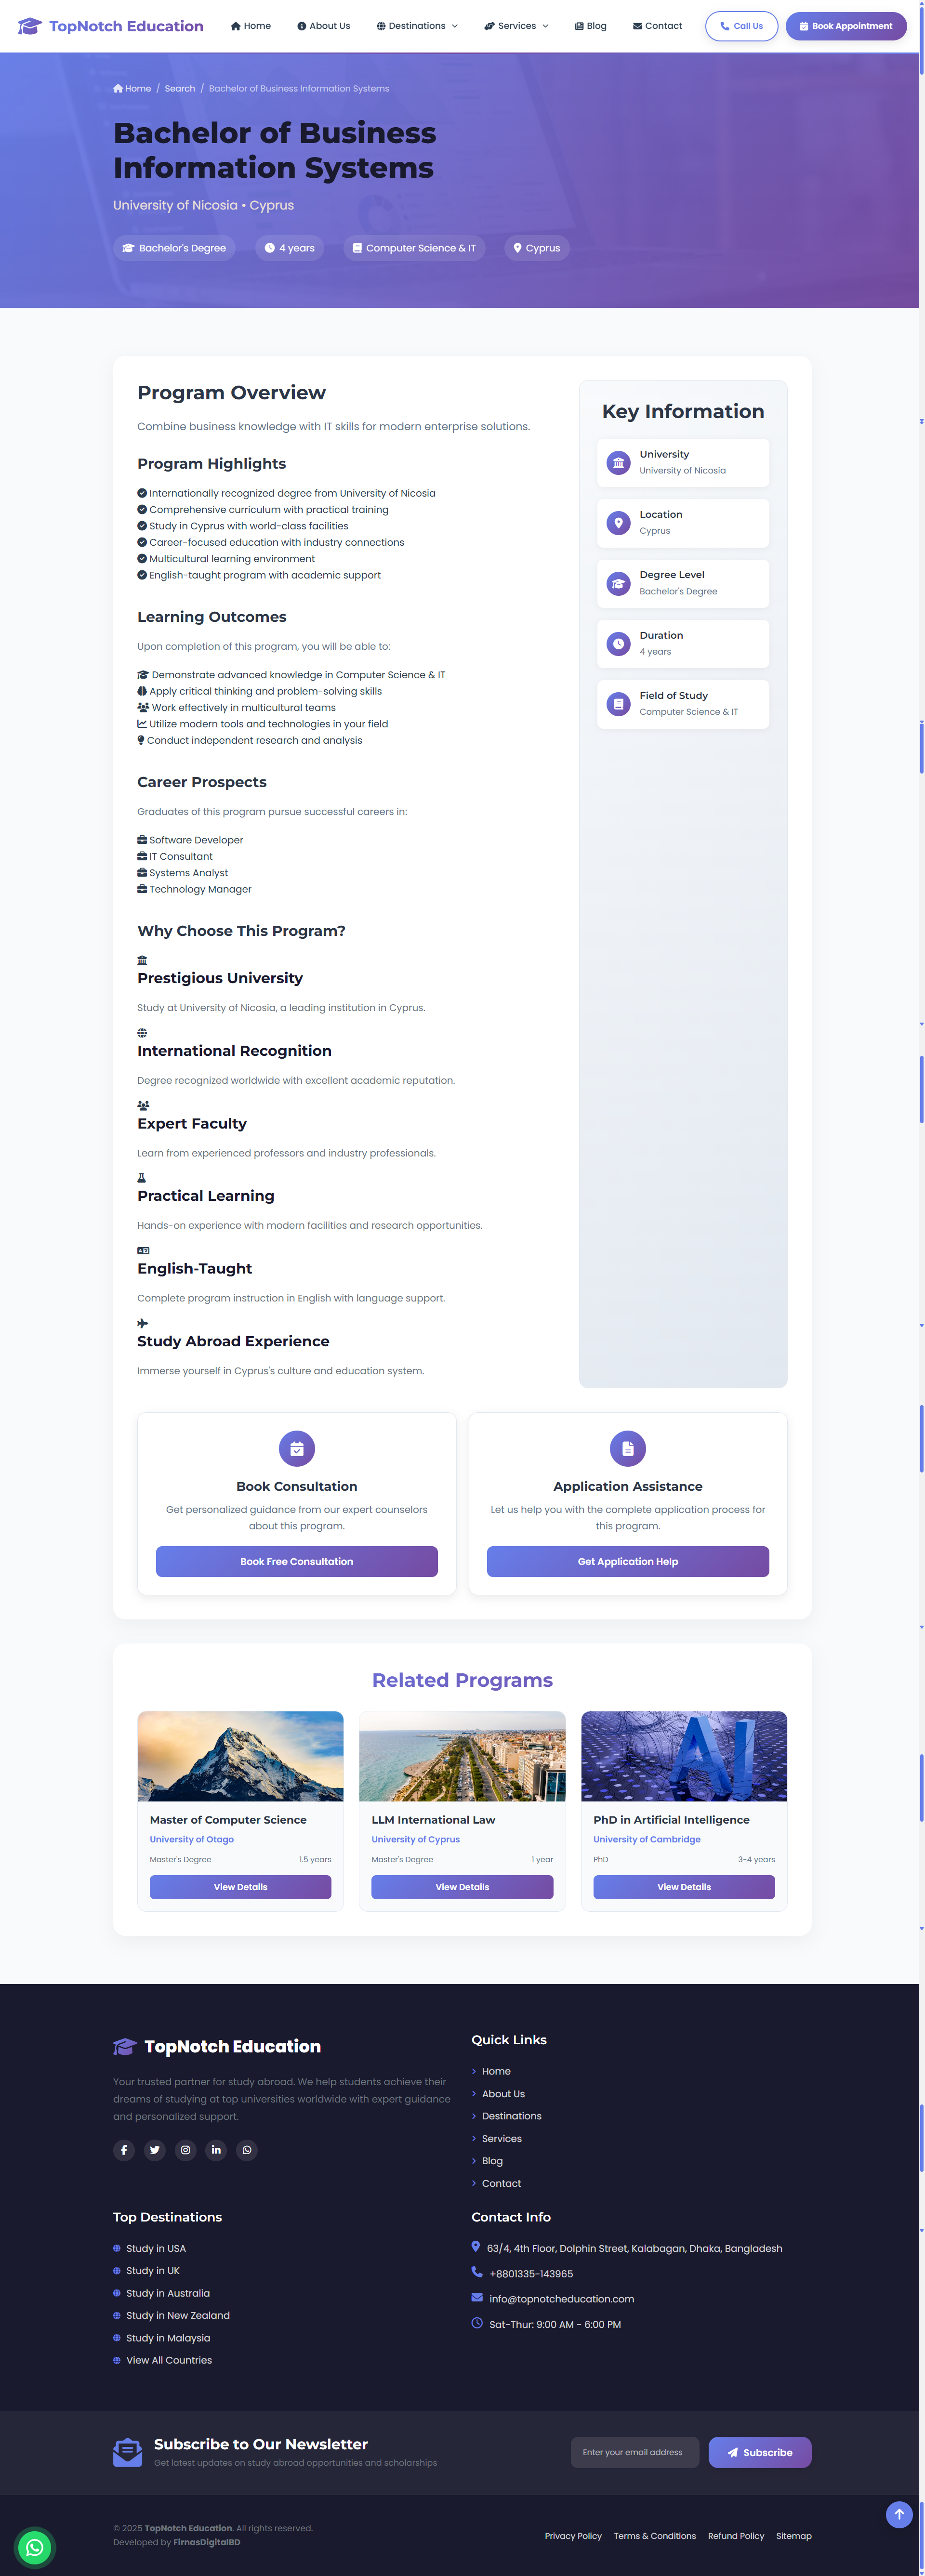 TopNotch Education
Home
About Us
Destinations
Services
Blog
Contact
Call Us
Book Appointment
Home / Search / Bachelor of Business Information Systems
Bachelor of Business
Information Systems
University of Nicosia • Cyprus
Bachelor's Degree
4 years
Computer Science & IT
Cyprus
Program Overview
Combine business knowledge with IT skills for modern enterprise solutions.
Program Highlights
Internationally recognized degree from University of Nicosia
Comprehensive curriculum with practical training
Study in Cyprus with world-class facilities
Career-focused education with industry connections
Multicultural learning environment
English-taught program with academic support
Learning Outcomes
Upon completion of this program, you will be able to:
Demonstrate advanced knowledge in Computer Science & IT
Apply critical thinking and problem-solving skills
Work effectively in multicultural teams
Utilize modern tools and technologies in your field
Conduct independent research and analysis
Career Prospects
Graduates of this program pursue successful careers in:
Software Developer
IT Consultant
Systems Analyst
Technology Manager
Why Choose This Program?
Prestigious University
Study at University of Nicosia, a leading institution in Cyprus.
International Recognition
Degree recognized worldwide with excellent academic reputation.
Expert Faculty
Learn from experienced professors and industry professionals.
Practical Learning
Hands-on experience with modern facilities and research opportunities.
English-Taught
Complete program instruction in English with language support.
Study Abroad Experience
Immerse yourself in Cyprus's culture and education system.
Key Information
University
University of Nicosia
Location
Cyprus
Degree Level
Bachelor's Degree
Duration
4 years
Field of Study
Computer Science & IT
Book Consultation
Get personalized guidance from our expert counselors
about this program.
Book Free Consultation
Application Assistance
Let us help you with the complete application process for
this program.
Get Application Help
Related Programs
Master of Computer Science
University of Otago
Master's Degree 1.5 years
View Details
LLM International Law
University of Cyprus
Master's Degree 1 year
View Details
AI
PhD in Artificial Intelligence
University of Cambridge
PhD 3-4 years
View Details
TopNotch Education
Your trusted partner for study abroad. We help students achieve their
dreams of studying at top universities worldwide with expert guidance
and personalized support.
Quick Links
Home
About Us
Destinations
Services
Blog
Contact
Top Destinations
Study in USA
Study in UK
Study in Australia
Study in New Zealand
Study in Malaysia
View All Countries
Contact Info
63/4, 4th Floor, Dolphin Street, Kalabagan, Dhaka, Bangladesh
+8801335-143965
info@topnotcheducation.com
Sat-Thur: 9:00 AM - 6:00 PM
Subscribe to Our Newsletter
Get latest updates on study abroad opportunities and scholarships
Enter your email address
Subscribe
© 2025 TopNotch Education. All rights reserved.
Developed by FirnasDigitalBD
Privacy Policy
Terms & Conditions
Refund Policy
Sitemap